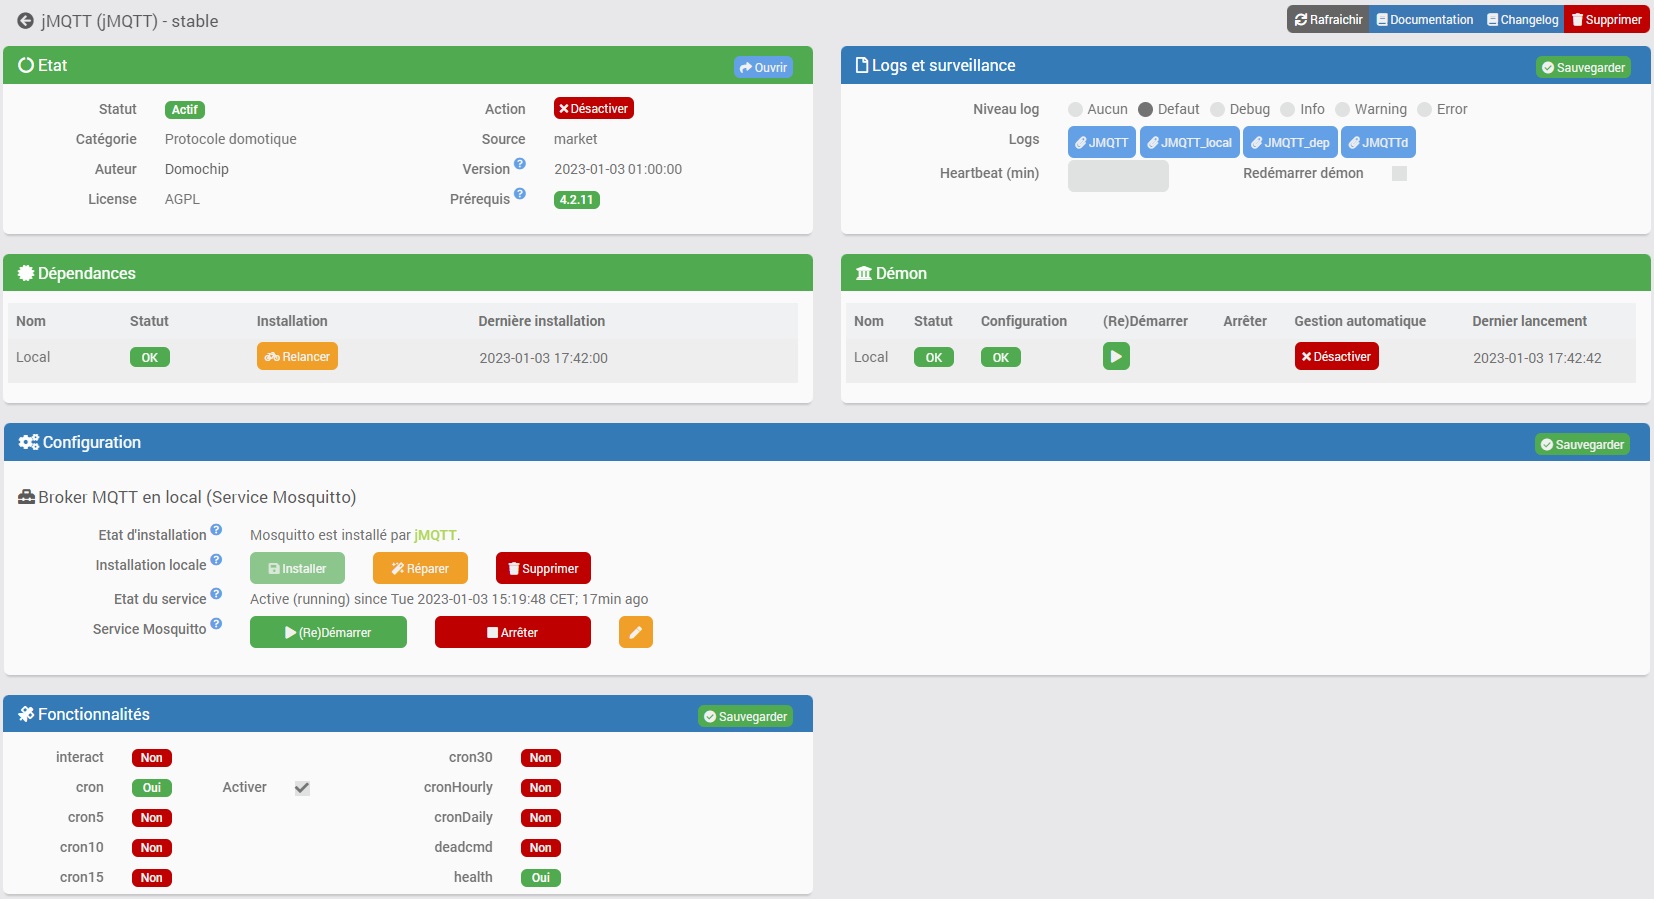 jMQTT (jMQTT) - stable
Rafraichir Documentation Changelog Supprimer
Etat Ouvrir
Statut Actif Action Désactiver
Catégorie Protocole domotique Source market
Auteur Domochip Version 2023-01-03 01:00:00
License AGPL Prérequis 4.2.11
Logs et surveillance Sauvegarder
Niveau log Aucun Defaut Debug Info Warning Error
Logs JMQTT JMQTT_local JMQTT_dep JMQTTd
Heartbeat (min) Redémarrer démon
Dépendances
Nom Statut Installation Dernière installation
Local OK Relancer 2023-01-03 17:42:00
Démon
Nom Statut Configuration (Re)Démarrer Arrêter Gestion automatique Dernier lancement
Local OK OK Désactiver 2023-01-03 17:42:42
Configuration Sauvegarder
Broker MQTT en local (Service Mosquitto)
Etat d'installation Mosquitto est installé par jMQTT.
Installation locale Installer Réparer Supprimer
Etat du service Active (running) since Tue 2023-01-03 15:19:48 CET; 17min ago
Service Mosquitto (Re)Démarrer Arrêter
Fonctionnalités Sauvegarder
interact Non cron30 Non
cron Oui Activer cronHourly Non
cron5 Non cronDaily Non
cron10 Non deadcmd Non
cron15 Non health Oui